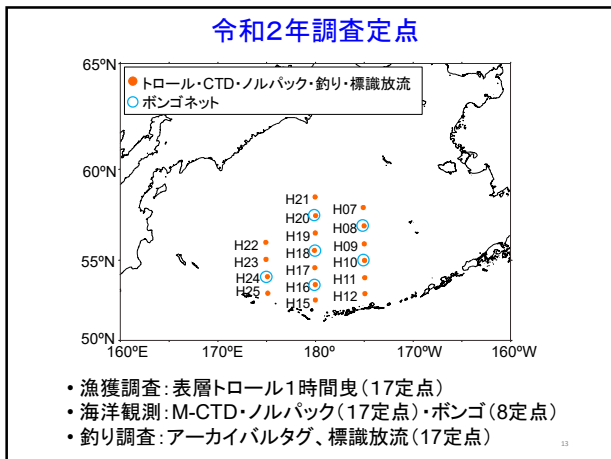 令和2年調査定点
65ºN
● トロール・CTD・ノルパック・釣り・標識放流
○ ボンゴネット
60ºN
H21
H07
H20
H08
H19
H22
H09
H18
H23
H10
H17
H24
H11
H16
H25
H12
H15
55ºN
50ºN
160ºE
170ºE
180º
170ºW
160ºW
• 漁獲調査:表層トロール1時間曳(17定点)
• 海洋観測:M-CTD・ノルパック(17定点)・ボンゴ(8定点)
• 釣り調査:アーカイバルタグ、標識放流(17定点)
13